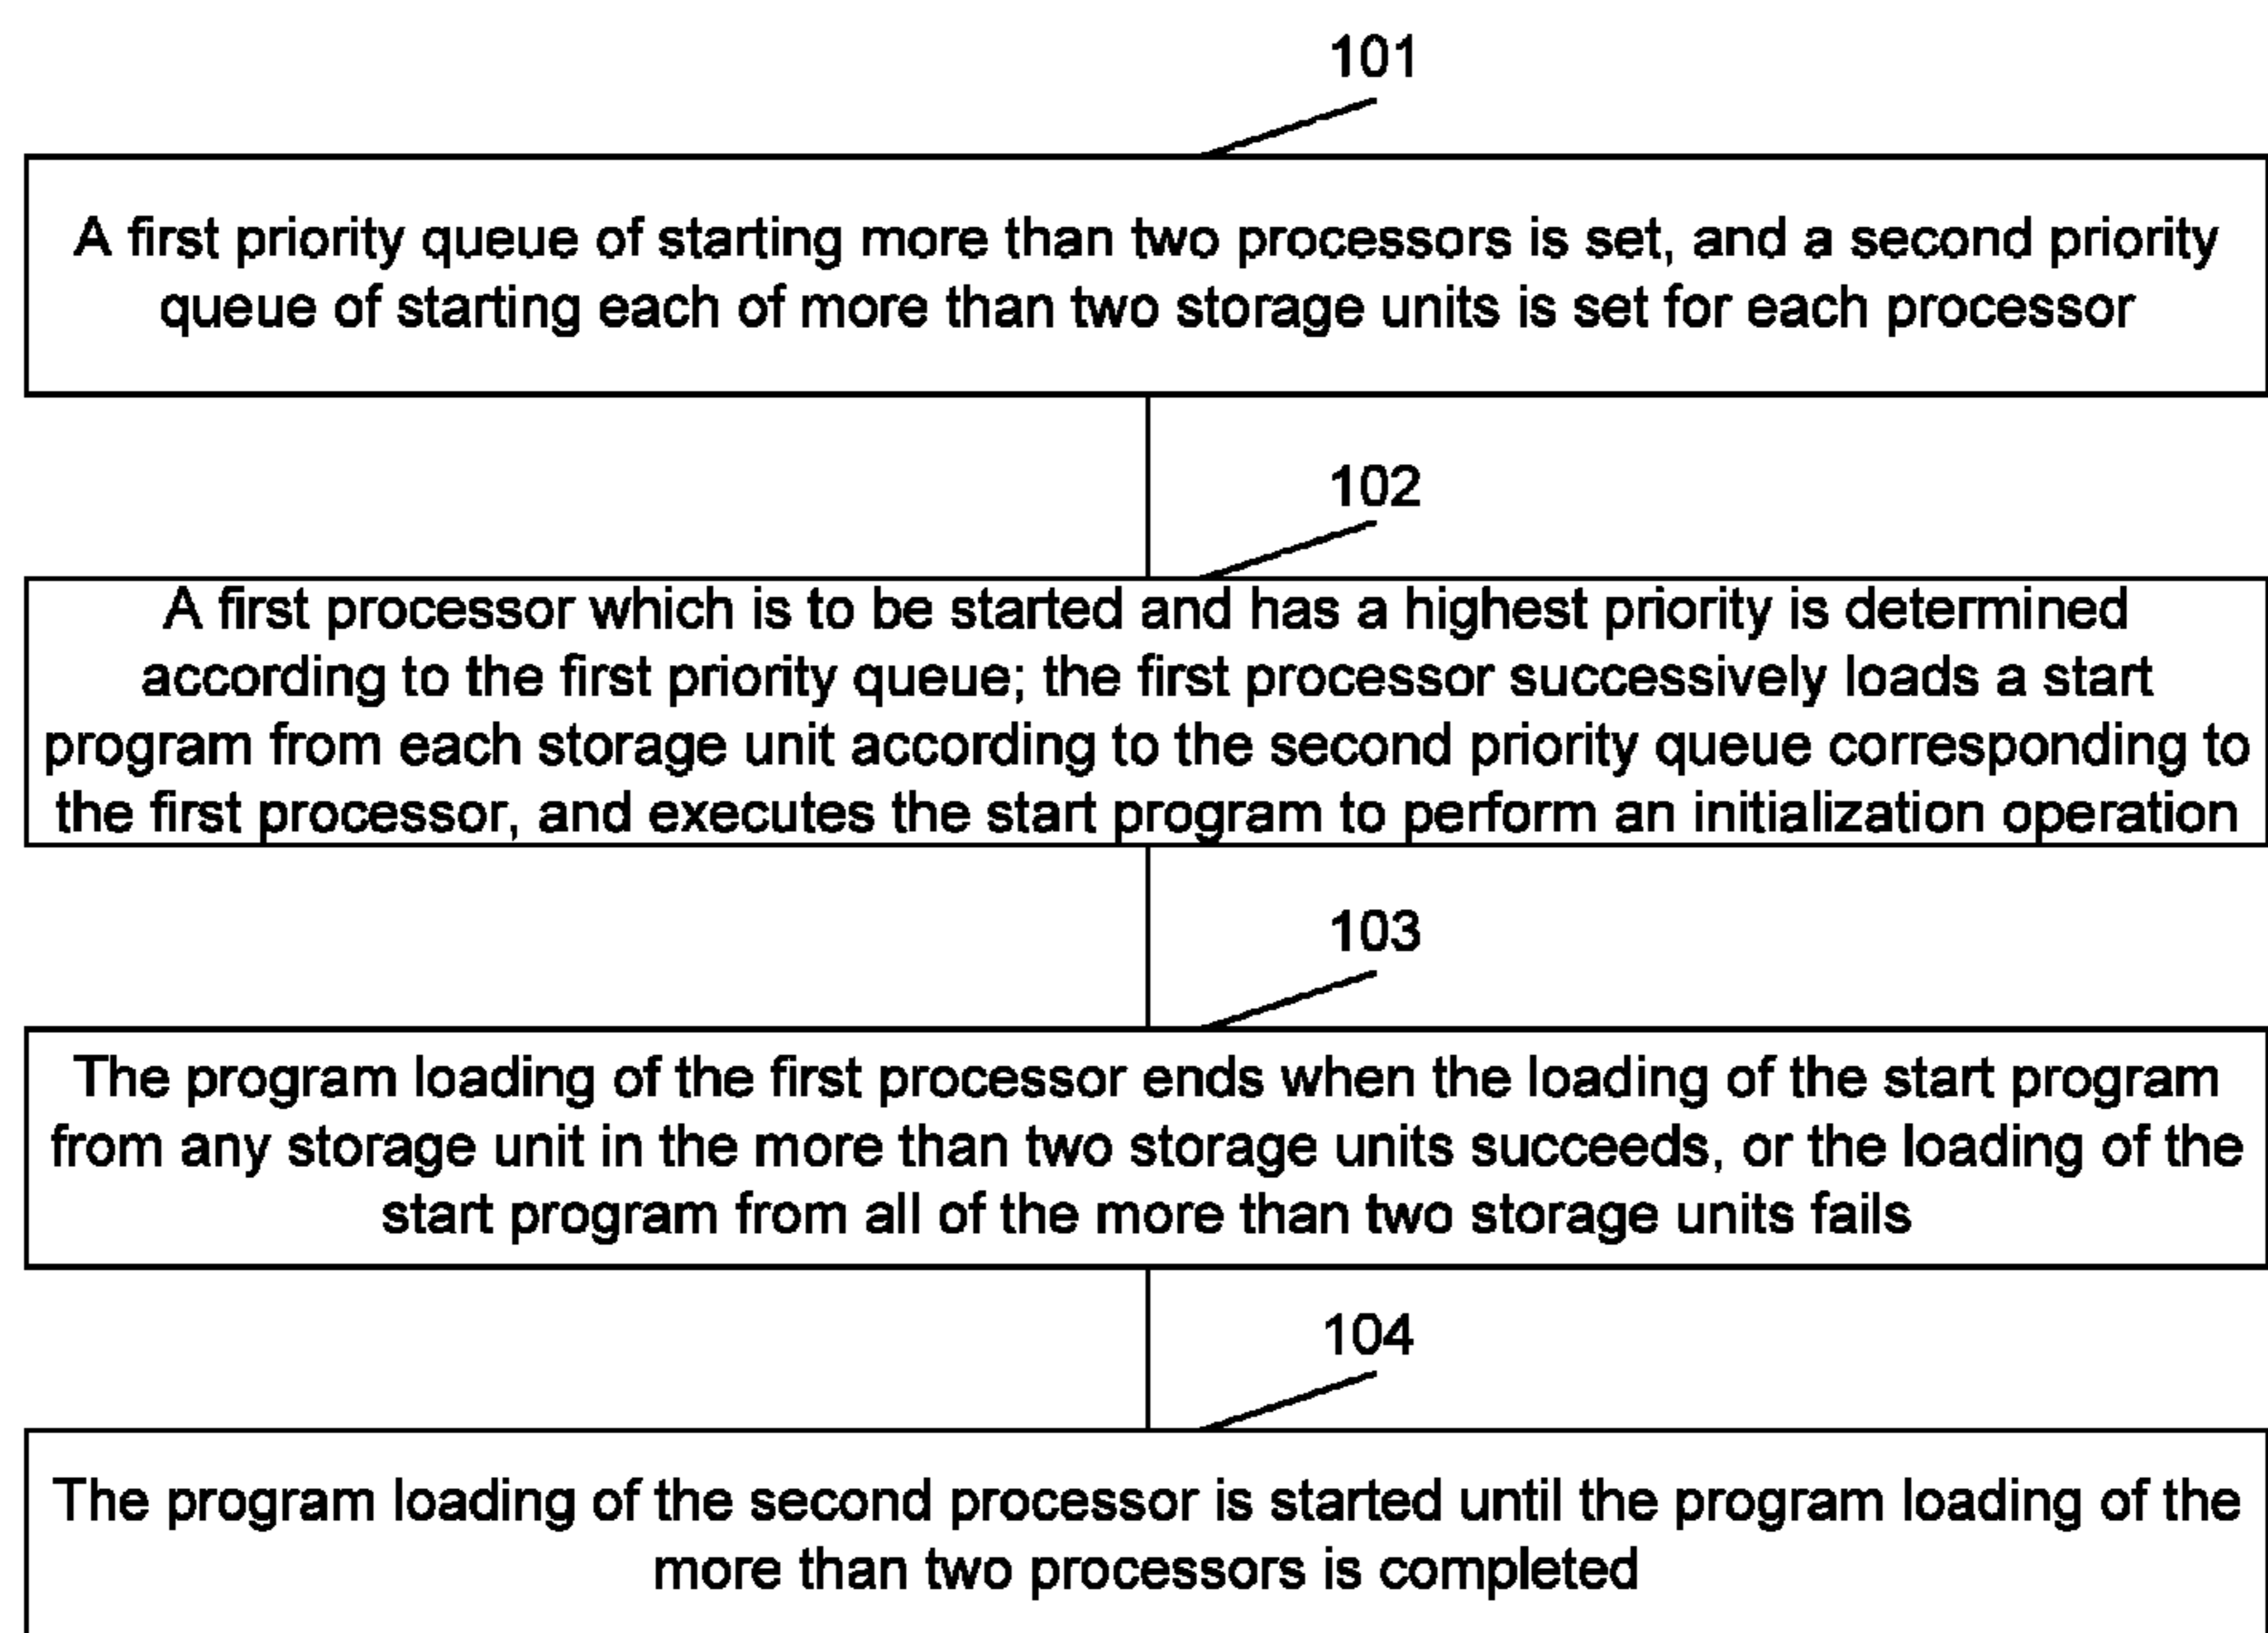 101
A first priority queue of starting more than two processors is set, and a second priority
queue of starting each of more than two storage units is set for each processor
102
A first processor which is to be started and has a highest priority is determined
according to the first priority queue; the first processor successively loads a start
program from each storage unit according to the second priority queue corresponding to
the first processor, and executes the start program to perform an initialization operation
103
The program loading of the first processor ends when the loading of the start program
from any storage unit in the more than two storage units succeeds, or the loading of the
start program from all of the more than two storage units fails
104
The program loading of the second processor is started until the program loading of the
more than two processors is completed